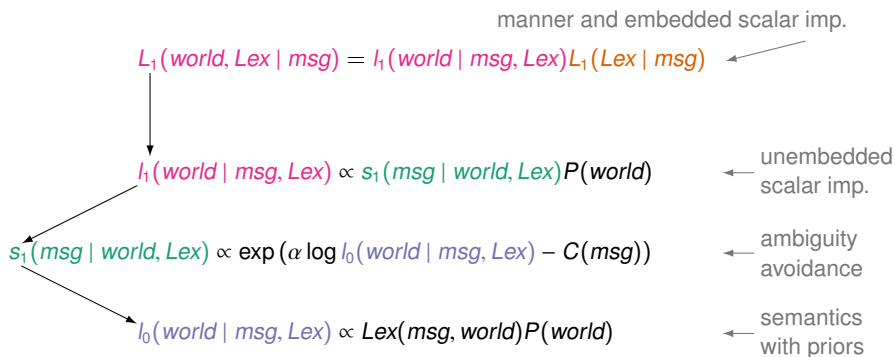 manner and embedded scalar imp.
L₁(world, Lex | msg) = l₁(world | msg, Lex)L₁(Lex | msg)
l₁(world | msg, Lex) ∝ s₁(msg | world, Lex)P(world)
unembedded
scalar imp.
s₁(msg | world, Lex) ∝ exp (α log l₀(world | msg, Lex) − C(msg))
ambiguity
avoidance
l₀(world | msg, Lex) ∝ Lex(msg, world)P(world)
semantics
with priors